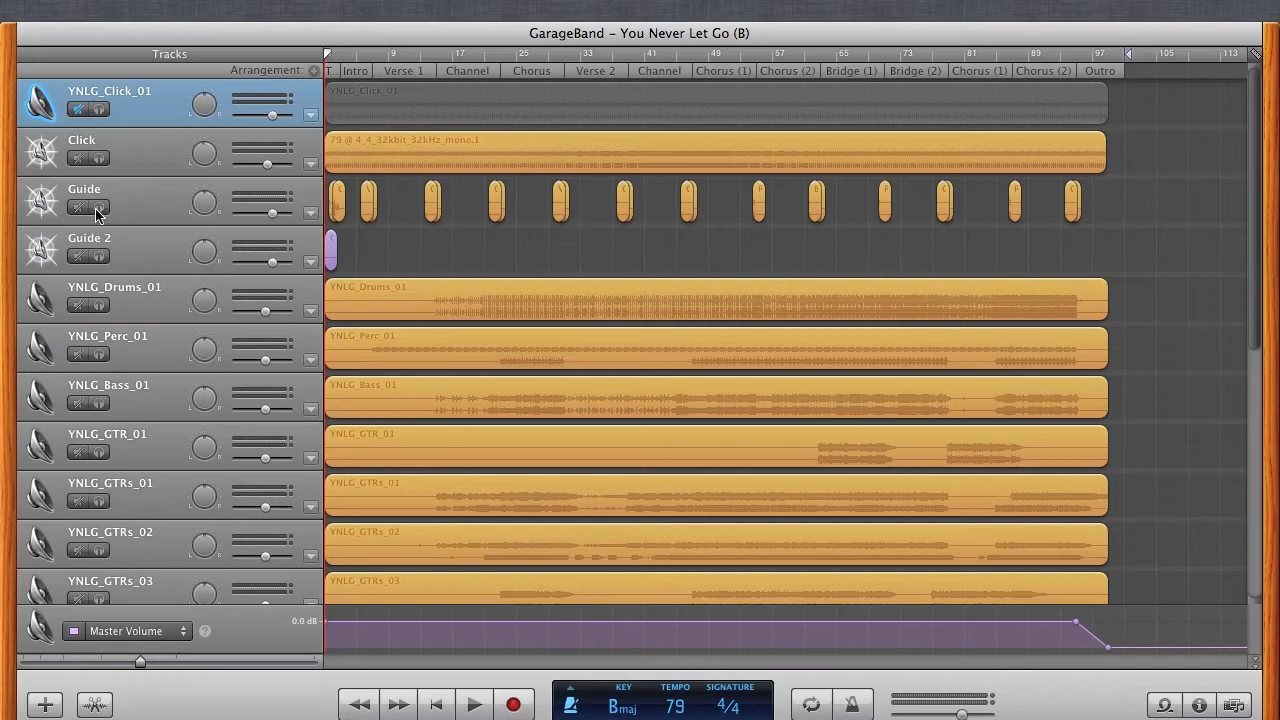 GarageBand – You Never Let Go (B)
Tracks
9 17 25 33 41 49 57 65 73 81 89 97 105 113
Arrangement:
T... Intro Verse 1 Channel Chorus Verse 2 Channel Chorus (1) Chorus (2) Bridge (1) Bridge (2) Chorus (1) Chorus (2) Outro
YNLG_Click_01
L R
YNLG_Click_01
Click
L R
79 @ 4_4_32kbit_32kHz_mono.1
Guide
L R
C V C C V C C B C C
Guide 2
L R
C
YNLG_Drums_01
L R
YNLG_Drums_01
YNLG_Perc_01
L R
YNLG_Perc_01
YNLG_Bass_01
L R
YNLG_Bass_01
YNLG_GTR_01
L R
YNLG_GTR_01
YNLG_GTRs_01
L R
YNLG_GTRs_01
YNLG_GTRs_02
L R
YNLG_GTRs_02
YNLG_GTRs_03
YNLG_GTRs_03
Master Volume ?
0.0 dB
KEY TEMPO SIGNATURE
B maj 79 4/4